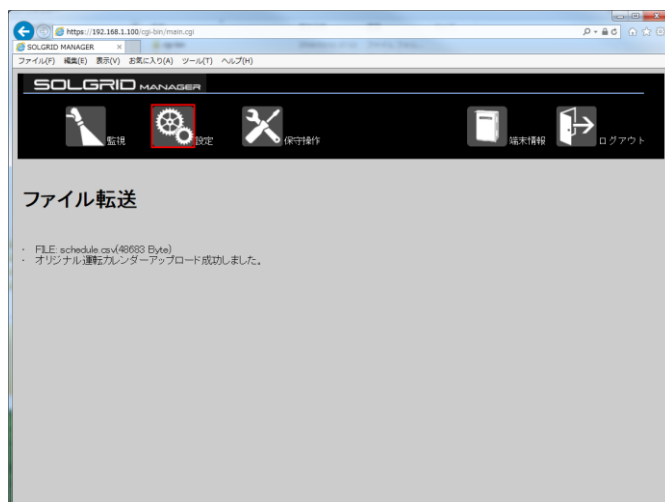 https://192.168.1.100/cgi-bin/main.cgi
SOLGRID MANAGER
ファイル(F) 編集(E) 表示(V) お気に入り(A) ツール(T) ヘルプ(H)
SOLGRID MANAGER
監視 設定 保守操作 端末情報 ログアウト
ファイル転送
・ FILE: schedule.csv(48683 Byte)
・ オリジナル運転カレンダーアップロード成功しました。